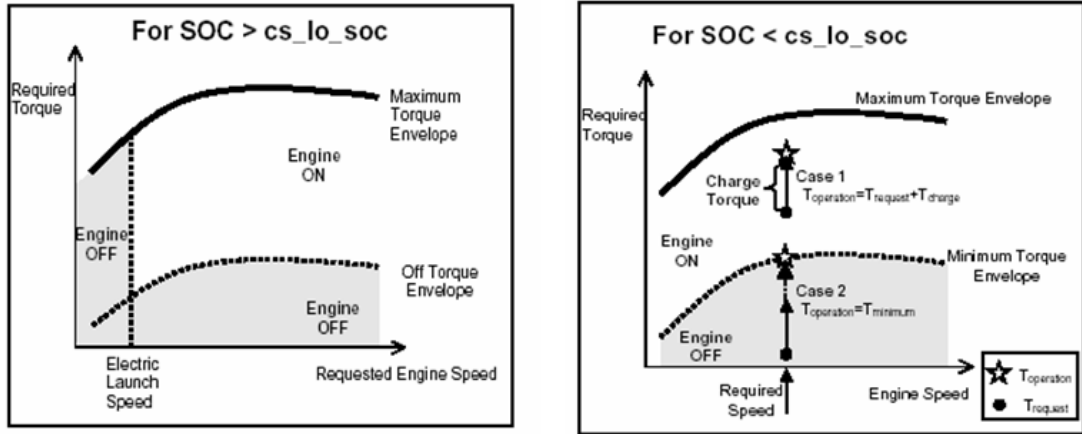 For SOC > cs_lo_soc
Required
Torque
Maximum
Torque
Envelope
Engine
ON
Engine
OFF
Off Torque
Envelope
Engine
OFF
Electric
Launch
Speed
Requested Engine Speed
For SOC < cs_lo_soc
Required
Torque
Maximum Torque Envelope
Charge
Torque
Case 1
Toperation=Trequest+Tcharge
Engine
ON
Minimum Torque
Envelope
Case 2
Toperation=Tminimum
Engine
OFF
Required
Speed
Engine Speed
Toperation
Trequest